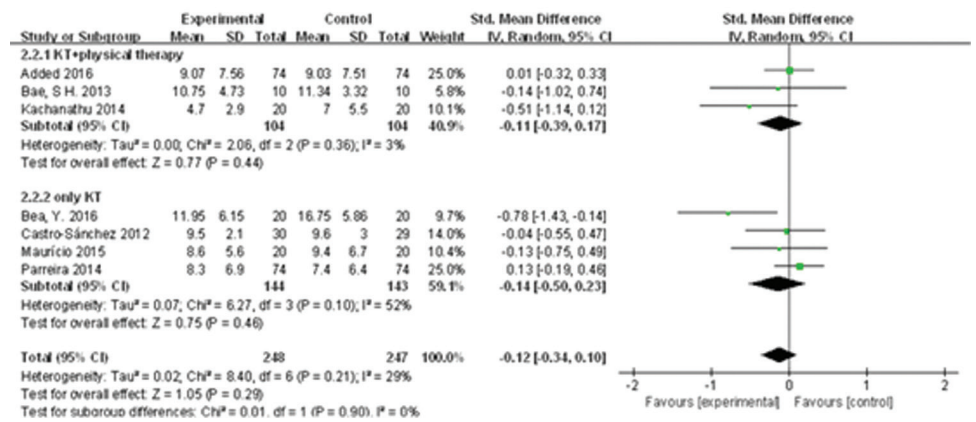 Experimental Control Std. Mean Difference Std. Mean Difference
Study or Subgroup Mean SD Total Mean SD Total Weight IV, Random, 95% CI IV, Random, 95% CI
2.2.1 KT+physical therapy
Added 2016 9.07 7.56 74 9.03 7.51 74 25.0% 0.01 [-0.32, 0.33]
Bae, S H. 2013 10.75 4.73 10 11.34 3.32 10 5.8% -0.14 [-1.02, 0.74]
Kachanathu 2014 4.7 2.9 20 7 5.5 20 10.1% -0.51 [-1.14, 0.12]
Subtotal (95% CI) 104 104 40.9% -0.11 [-0.39, 0.17]
Heterogeneity: Tau² = 0.00; Chi² = 2.06, df = 2 (P = 0.36); I² = 3%
Test for overall effect: Z = 0.77 (P = 0.44)
2.2.2 only KT
Bea, Y. 2016 11.95 6.15 20 16.75 5.86 20 9.7% -0.78 [-1.43, -0.14]
Castro-Sánchez 2012 9.5 2.1 30 9.6 3 29 14.0% -0.04 [-0.55, 0.47]
Maurício 2015 8.6 5.6 20 9.4 6.7 20 10.4% -0.13 [-0.75, 0.49]
Parreira 2014 8.3 6.9 74 7.4 6.4 74 25.0% 0.13 [-0.19, 0.46]
Subtotal (95% CI) 144 143 59.1% -0.14 [-0.50, 0.23]
Heterogeneity: Tau² = 0.07; Chi² = 6.27, df = 3 (P = 0.10); I² = 52%
Test for overall effect: Z = 0.75 (P = 0.46)
Total (95% CI) 248 247 100.0% -0.12 [-0.34, 0.10]
Heterogeneity: Tau² = 0.02; Chi² = 8.40, df = 6 (P = 0.21); I² = 29%
Test for overall effect: Z = 1.05 (P = 0.29)
Test for subgroup differences: Chi² = 0.01, df = 1 (P = 0.90), I² = 0%
-2 -1 0 1 2
Favours [experimental] Favours [control]